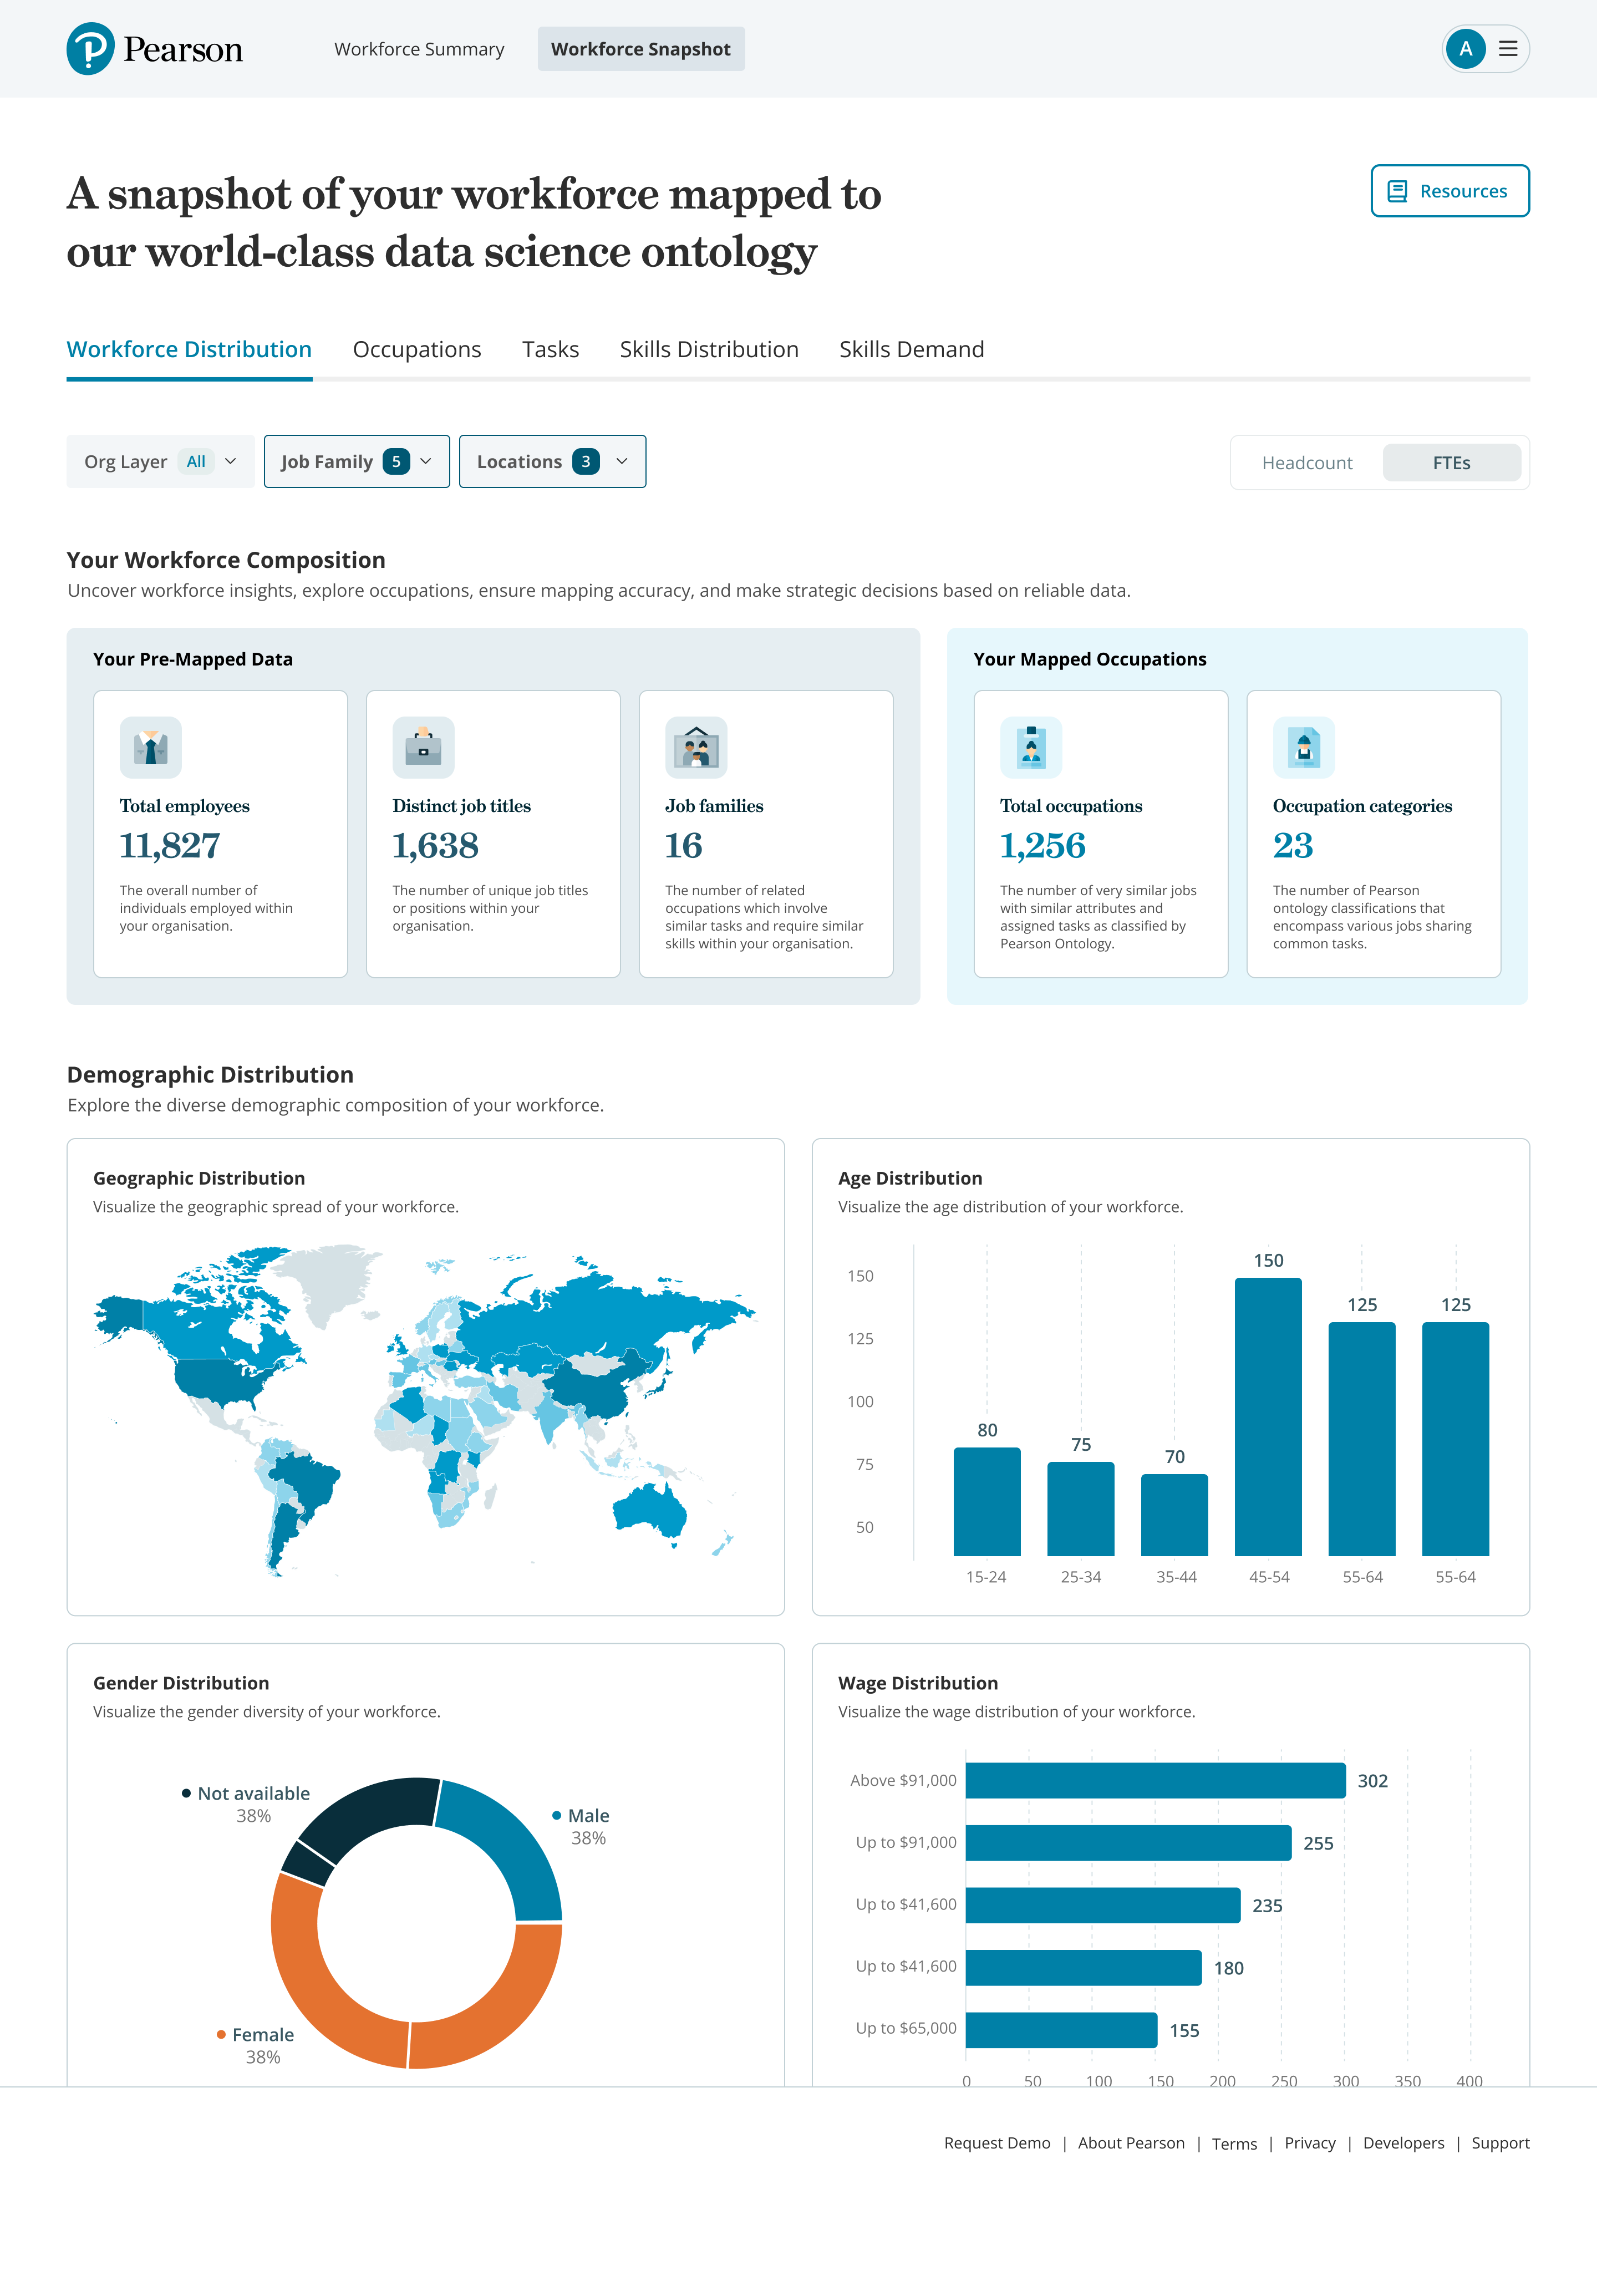 Pearson
Workforce Summary
Workforce Snapshot
A
A snapshot of your workforce mapped to
our world-class data science ontology
Resources
Workforce Distribution
Occupations
Tasks
Skills Distribution
Skills Demand
Org Layer All
Job Family 5
Locations 3
Headcount
FTEs
Your Workforce Composition
Uncover workforce insights, explore occupations, ensure mapping accuracy, and make strategic decisions based on reliable data.
Your Pre-Mapped Data
Total employees
11,827
The overall number of
individuals employed within
your organisation.
Distinct job titles
1,638
The number of unique job titles
or positions within your
organisation.
Job families
16
The number of related
occupations which involve
similar tasks and require similar
skills within your organisation.
Your Mapped Occupations
Total occupations
1,256
The number of very similar jobs
with similar attributes and
assigned tasks as classified by
Pearson Ontology.
Occupation categories
23
The number of Pearson
ontology classifications that
encompass various jobs sharing
common tasks.
Demographic Distribution
Explore the diverse demographic composition of your workforce.
Geographic Distribution
Visualize the geographic spread of your workforce.
Age Distribution
Visualize the age distribution of your workforce.
150
125
100
75
50
80
75
70
150
125
125
15-24
25-34
35-44
45-54
55-64
55-64
Gender Distribution
Visualize the gender diversity of your workforce.
Not available
38%
Male
38%
Female
38%
Wage Distribution
Visualize the wage distribution of your workforce.
Above $91,000 302
Up to $91,000 255
Up to $41,600 235
Up to $41,600 180
Up to $65,000 155
0 50 100 150 200 250 300 350 400
Request Demo | About Pearson | Terms | Privacy | Developers | Support